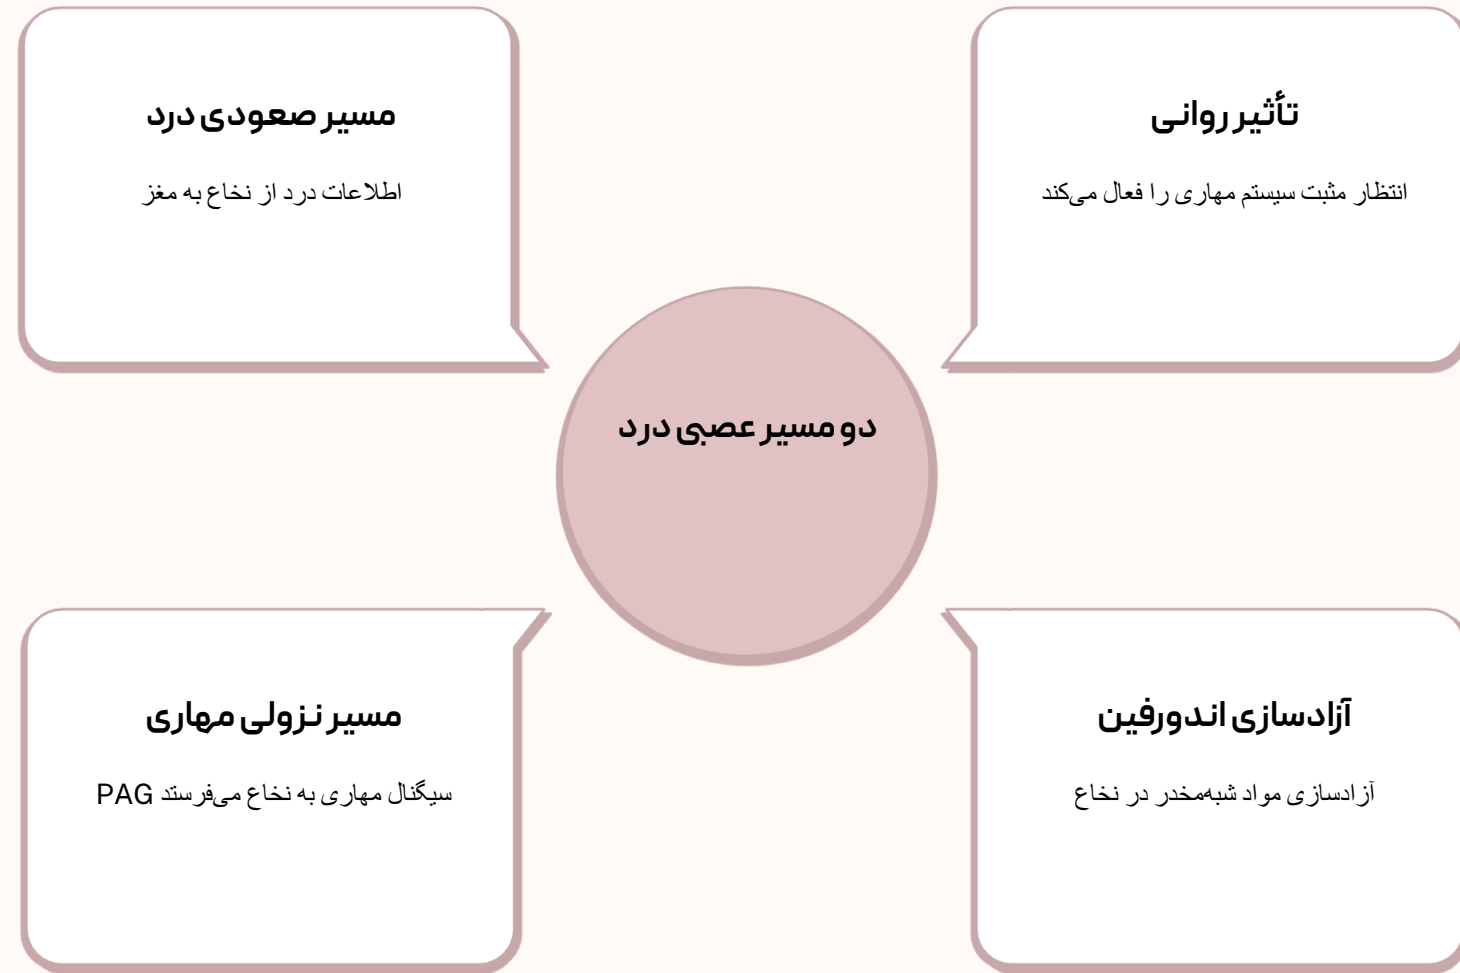 تأثیر روانی
انتظار مثبت سیستم مهاری را فعال می‌کند
مسیر صعودی درد
اطلاعات درد از نخاع به مغز
دو مسیر عصبی درد
آزادسازی اندورفین
آزادسازی مواد شبه‌مخدر در نخاع
مسیر نزولی مهاری
سیگنال مهاری به نخاع می‌فرستد PAG